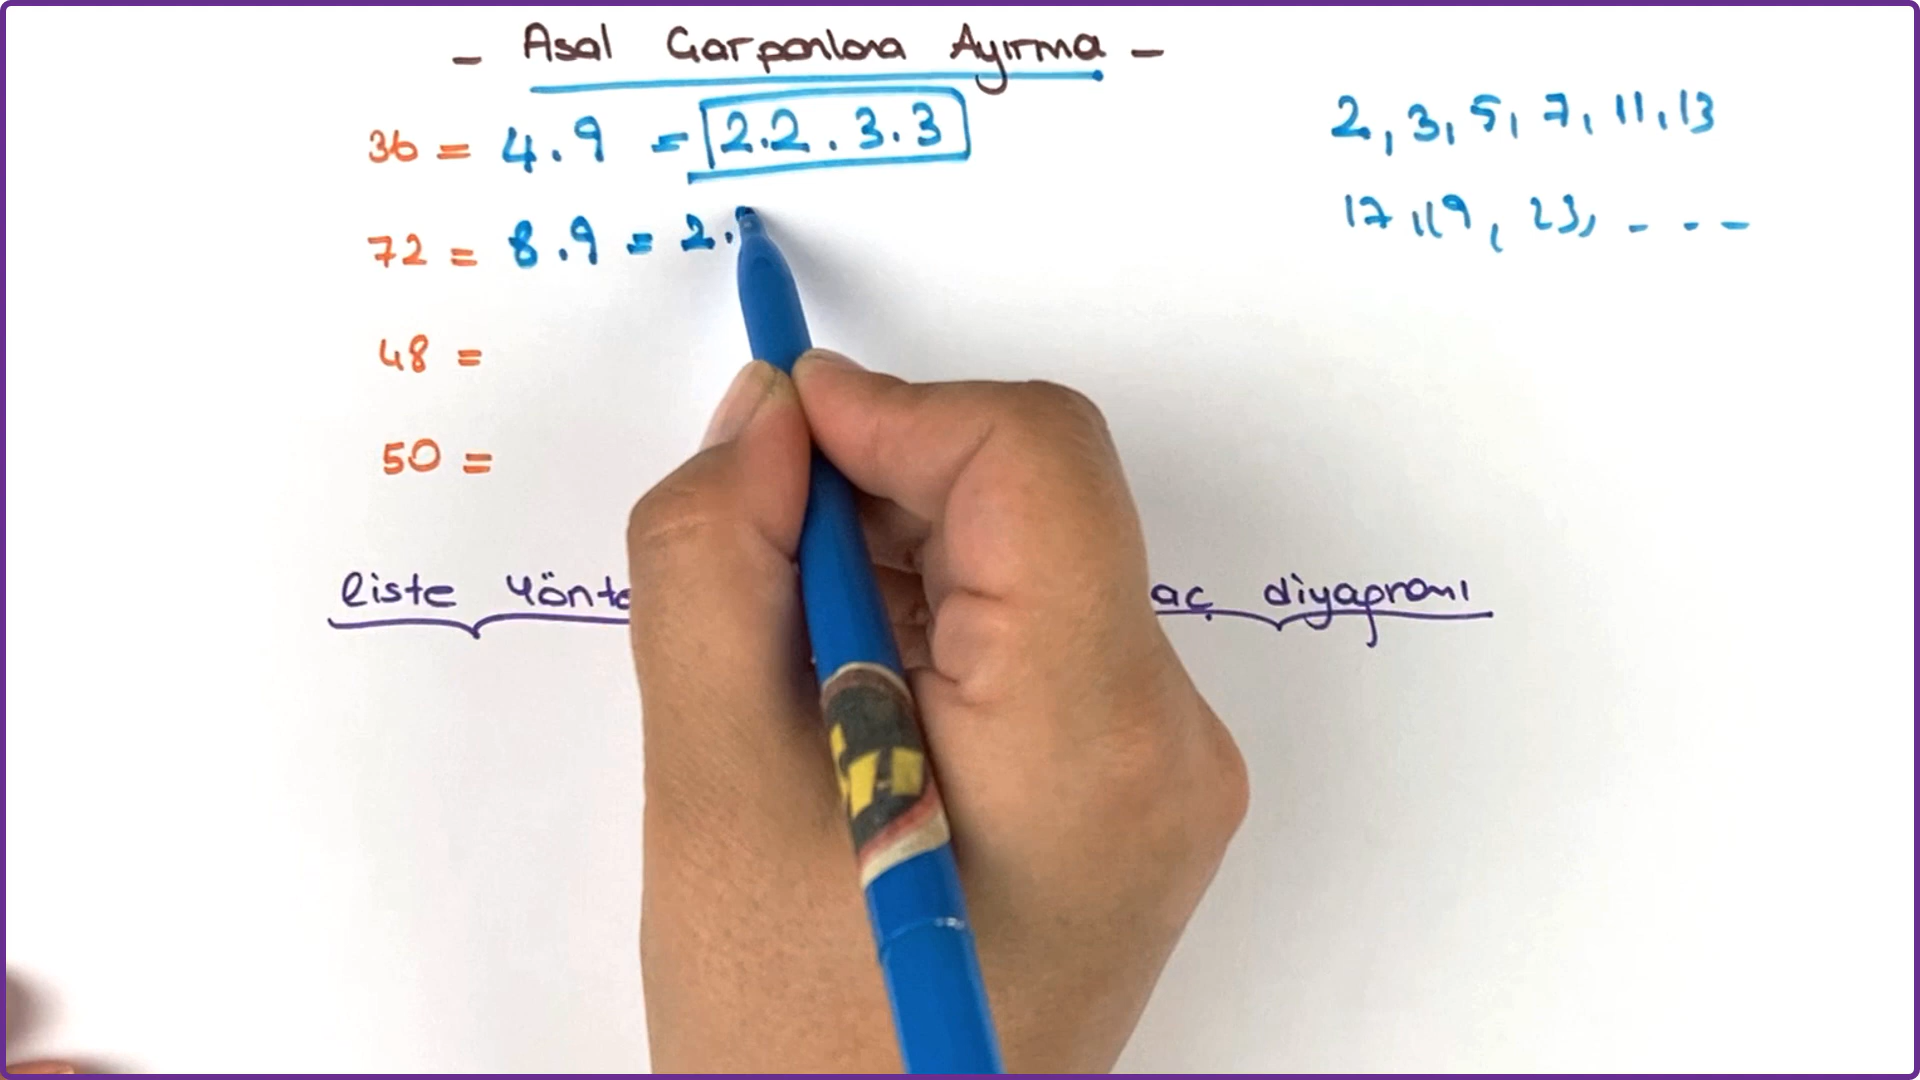 - Asal Çarpanlara Ayırma -
36 = 4.9 = 2.2.3.3
72 = 8.9 = 2.
48 =
50 =
2, 3, 5, 7, 11, 13
17, 19, 23, ...
liste
diyagramı